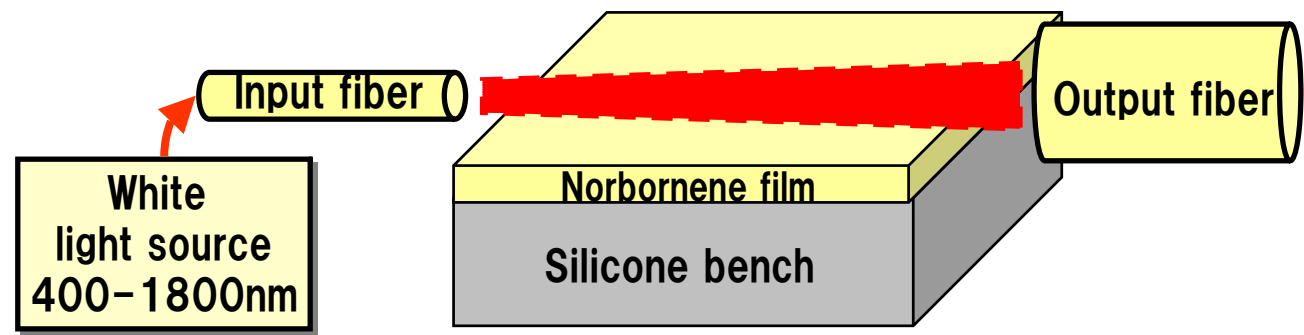 Input fiber
Output fiber
White
light source
400-1800nm
Norbornene film
Silicone bench